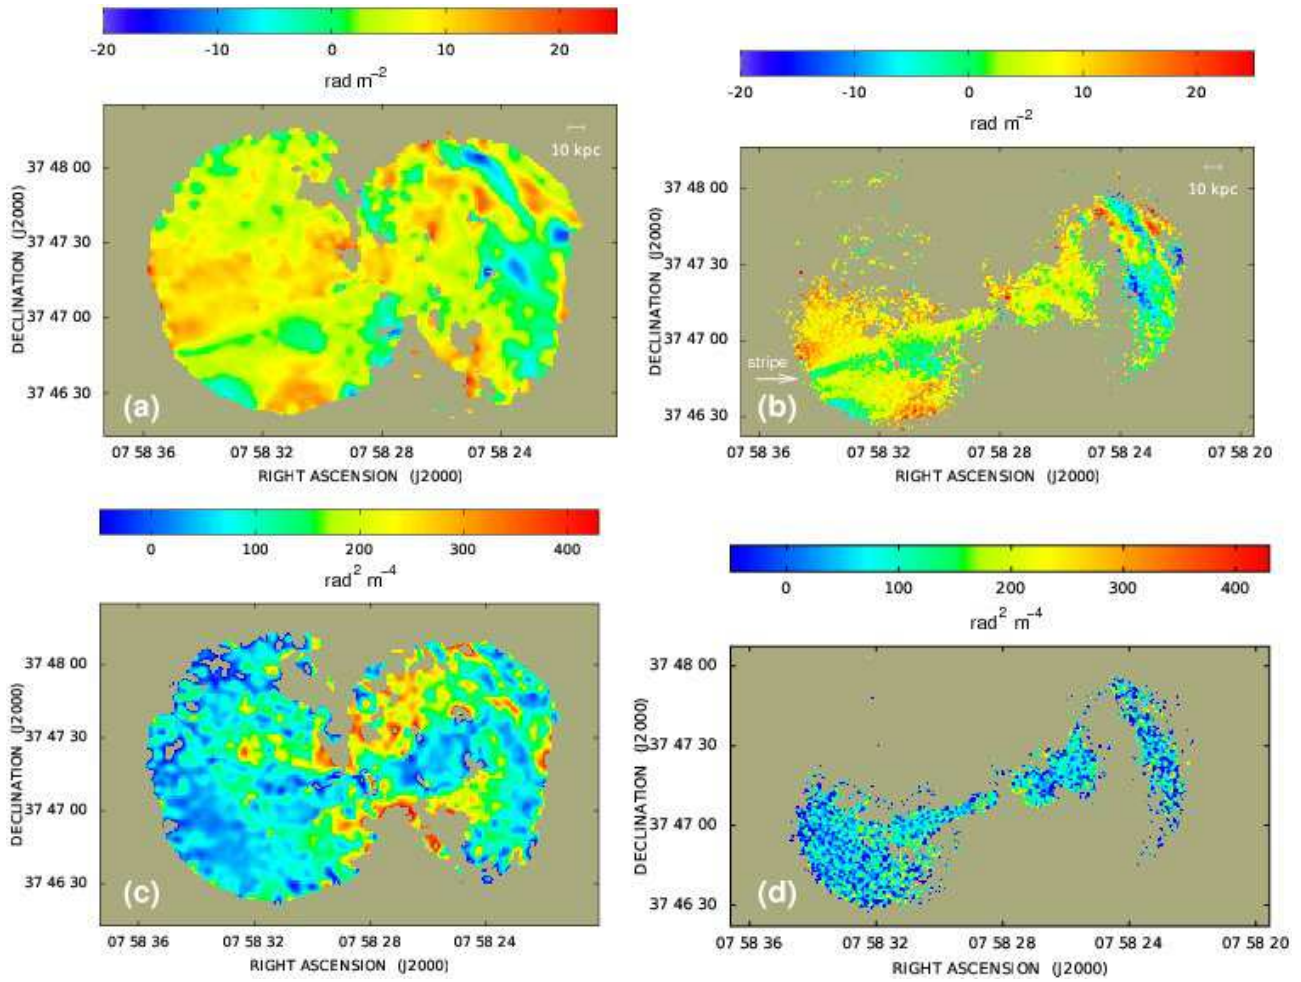 -20 -10 0 10 20
rad m⁻²
10 kpc
37 48 00
37 47 30
37 47 00
37 46 30
DECLINATION (J2000)
(a)
07 58 36 07 58 32 07 58 28 07 58 24
RIGHT ASCENSION (J2000)
-20 -10 0 10 20
rad m⁻²
10 kpc
37 48 00
37 47 30
37 47 00
37 46 30
DECLINATION (J2000)
stripe
(b)
07 58 36 07 58 32 07 58 28 07 58 24 07 58 20
RIGHT ASCENSION (J2000)
0 100 200 300 400
rad² m⁻⁴
37 48 00
37 47 30
37 47 00
37 46 30
DECLINATION (J2000)
(c)
07 58 36 07 58 32 07 58 28 07 58 24
RIGHT ASCENSION (J2000)
0 100 200 300 400
rad² m⁻⁴
37 48 00
37 47 30
37 47 00
37 46 30
DECLINATION (J2000)
(d)
07 58 36 07 58 32 07 58 28 07 58 24 07 58 20
RIGHT ASCENSION (J2000)